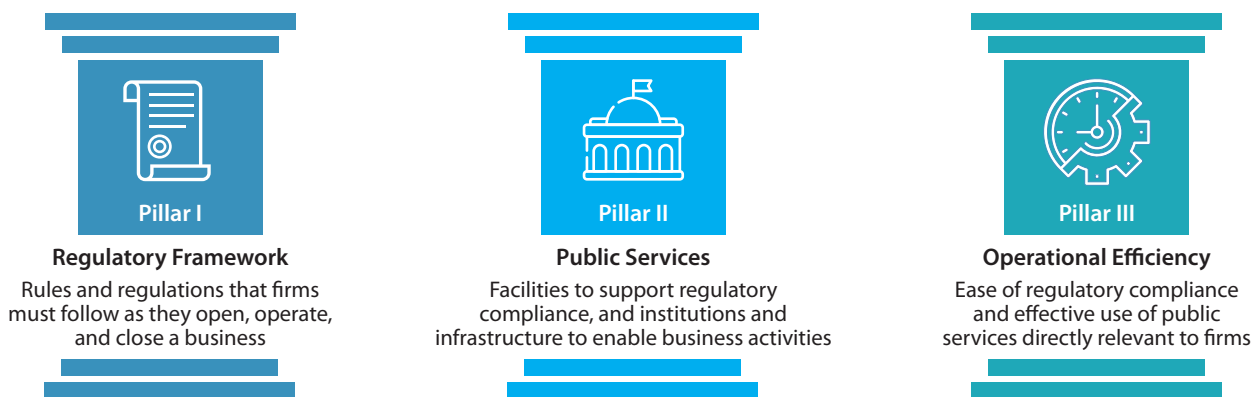 Pillar I
Regulatory Framework
Rules and regulations that firms
must follow as they open, operate,
and close a business
Pillar II
Public Services
Facilities to support regulatory
compliance, and institutions and
infrastructure to enable business activities
Pillar III
Operational Efficiency
Ease of regulatory compliance
and effective use of public
services directly relevant to firms